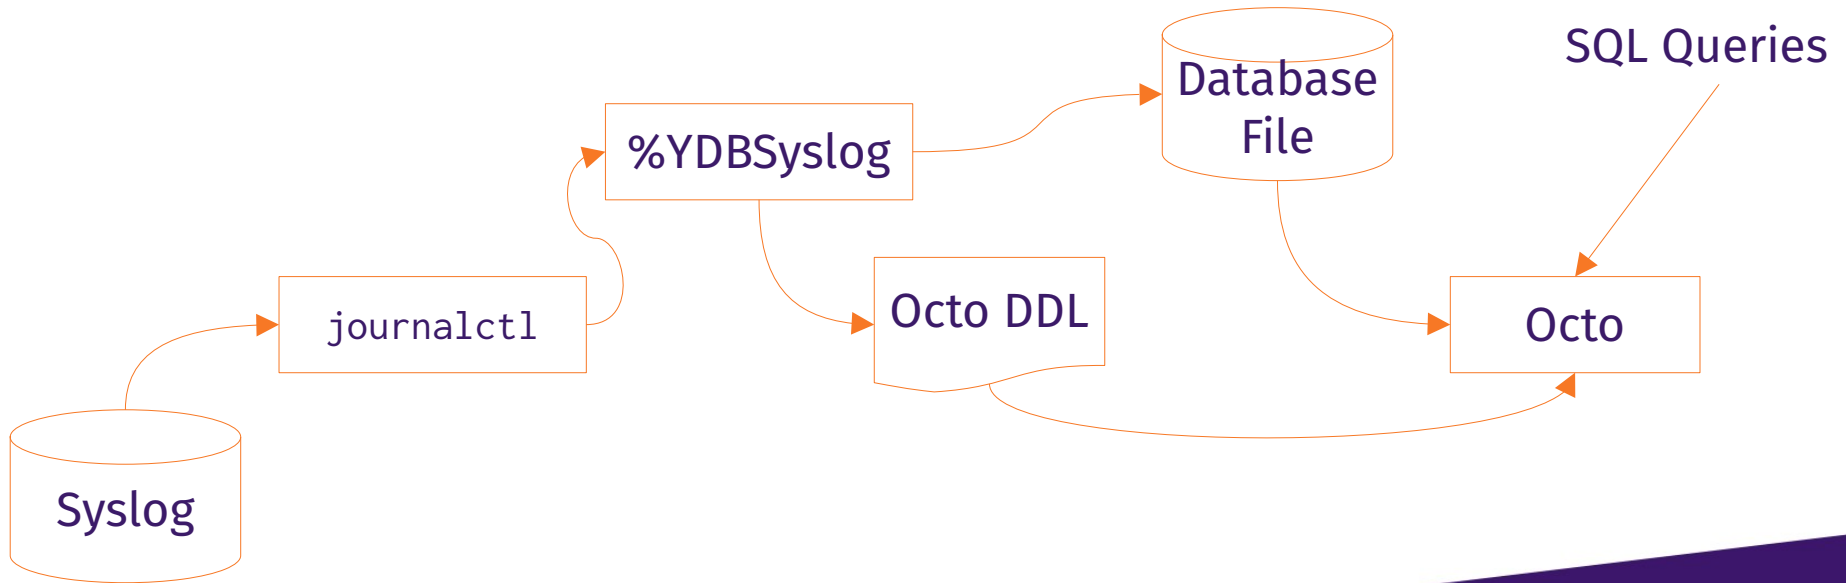 SQL Queries
Database
File
%YDBSyslog
Octo DDL
journalctl
Octo
Syslog